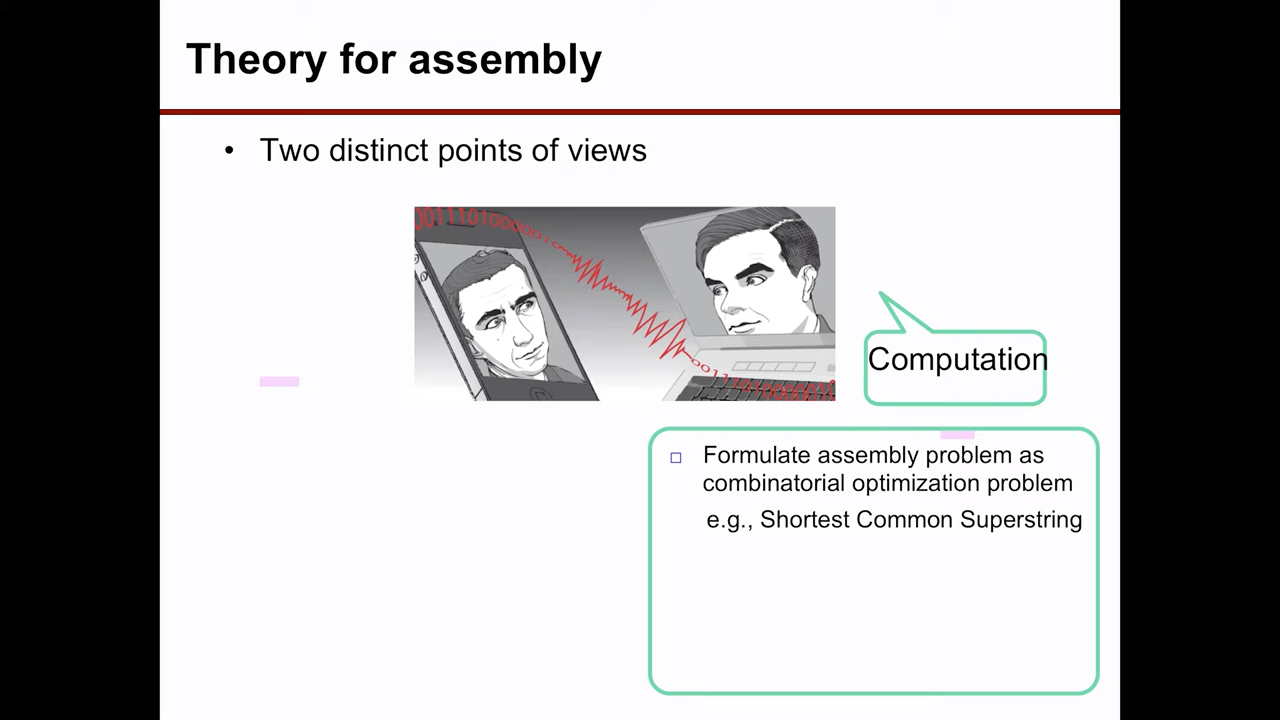 Theory for assembly
• Two distinct points of views
Computation
Formulate assembly problem as
combinatorial optimization problem
e.g., Shortest Common Superstring